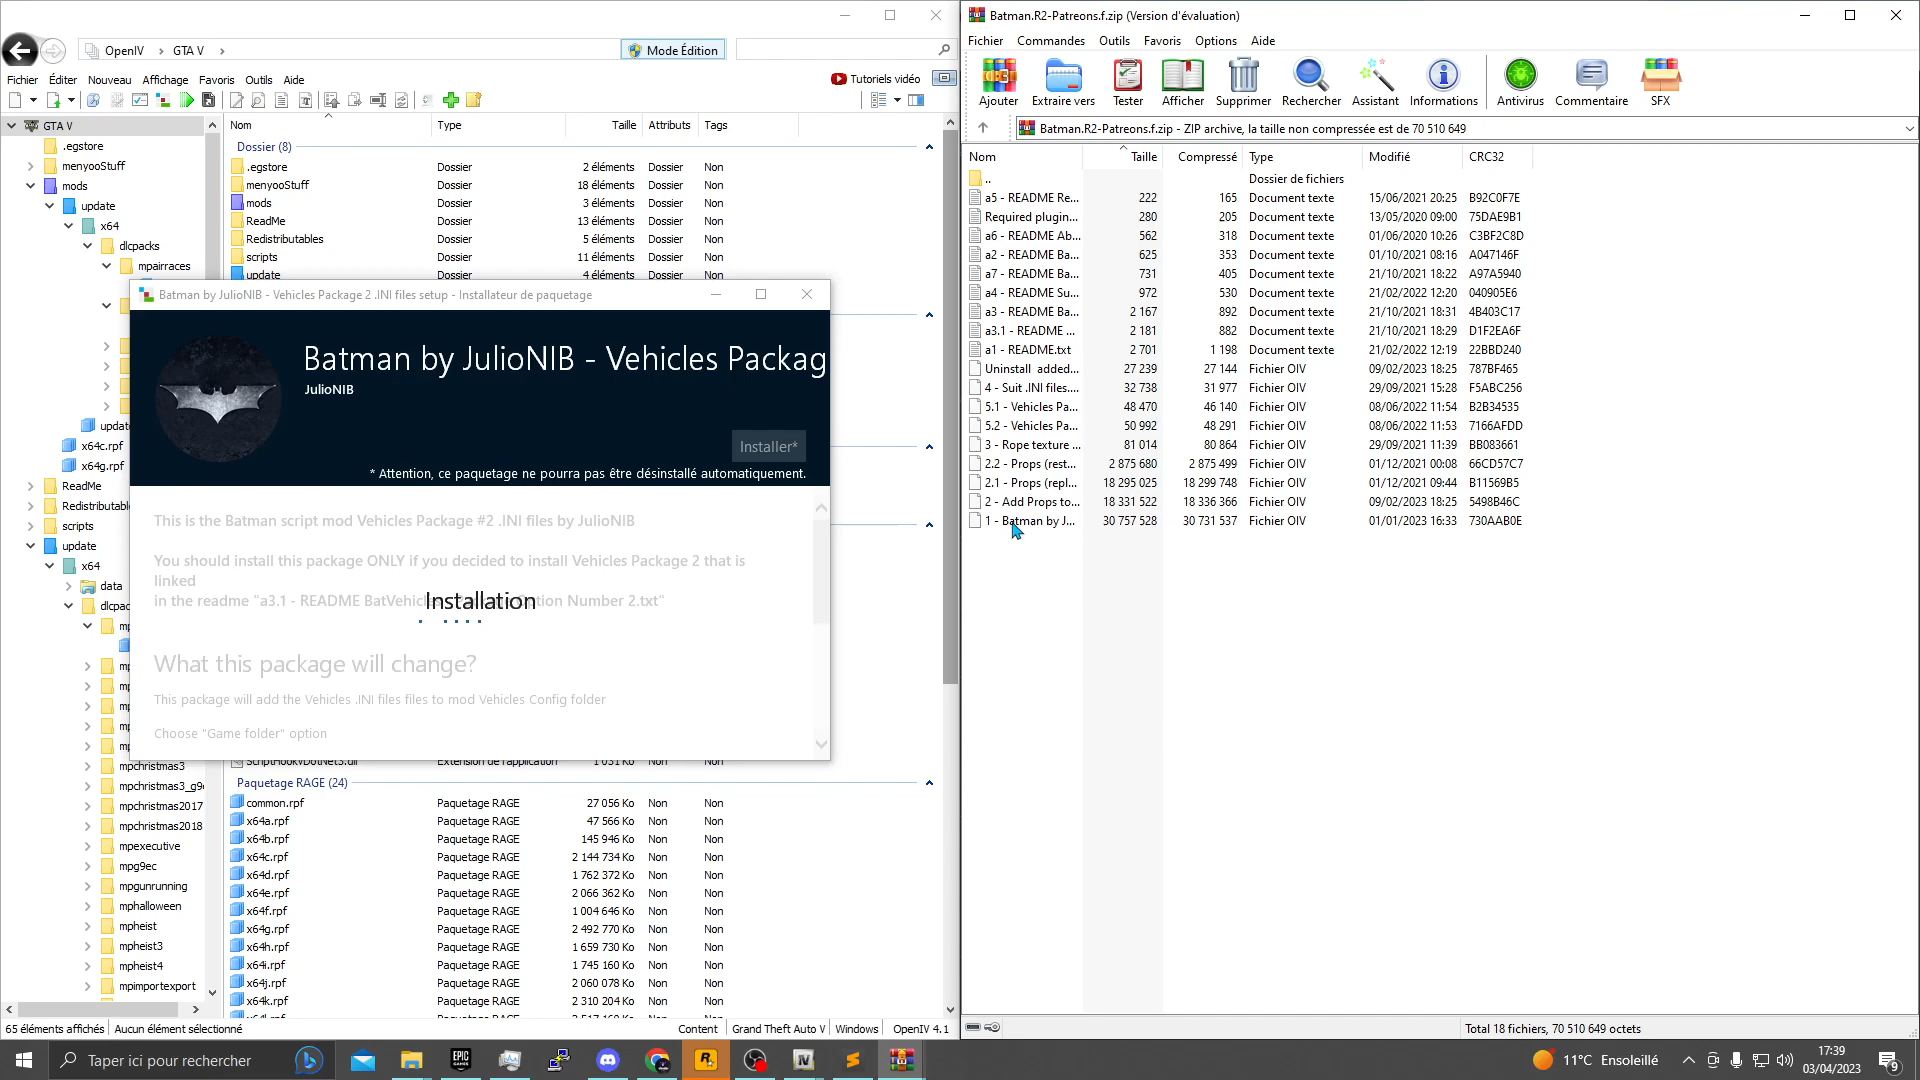 OpenIV
GTA V
Mode Édition
Fichier
Éditer
Nouveau
Affichage
Favoris
Outils
Aide
Tutoriels vidéo
GTA V
.egstore
menyooStuff
mods
update
x64
dlcpacks
mpairraces
x64c.rpf
x64g.rpf
ReadMe
scripts
update
x64
data
mpchristmas3
mpchristmas2017
mpchristmas2018
mpexecutive
mpg9ec
mpgunrunning
mphalloween
mpheist
mpheist3
mpheist4
mpimportexport
Nom Type Taille Attributs Tags
Dossier (8)
.egstore Dossier 2 éléments Dossier Non
menyooStuff Dossier 18 éléments Dossier Non
mods Dossier 3 éléments Dossier Non
ReadMe Dossier 13 éléments Dossier Non
Redistributables Dossier 5 éléments Dossier Non
scripts Dossier 11 éléments Dossier Non
update Dossier 4 éléments Dossier Non
Batman by JulioNIB - Vehicles Package 2 .INI files setup - Installateur de paquetage
Batman by JulioNIB - Vehicles Packag
JulioNIB
Installer*
* Attention, ce paquetage ne pourra pas être désinstallé automatiquement.
This is the Batman script mod Vehicles Package #2 .INI files by JulioNIB
You should install this package ONLY if you decided to install Vehicles Package 2 that is
linked
in the readme "a3.1 - README BatVehicles Option Number 2.txt"
Installation
What this package will change?
This package will add the Vehicles .INI files files to mod Vehicles Config folder
Choose "Game folder" option
ScriptHookVDotNet3.dll Extension de l'application 1 031 Ko Non Non
Paquetage RAGE (24)
common.rpf Paquetage RAGE 27 056 Ko Non Non
x64a.rpf Paquetage RAGE 47 566 Ko Non Non
x64b.rpf Paquetage RAGE 145 946 Ko Non Non
x64c.rpf Paquetage RAGE 2 144 734 Ko Non Non
x64d.rpf Paquetage RAGE 1 762 372 Ko Non Non
x64e.rpf Paquetage RAGE 2 066 362 Ko Non Non
x64f.rpf Paquetage RAGE 1 004 646 Ko Non Non
x64g.rpf Paquetage RAGE 2 492 770 Ko Non Non
x64h.rpf Paquetage RAGE 1 659 730 Ko Non Non
x64i.rpf Paquetage RAGE 1 745 160 Ko Non Non
x64j.rpf Paquetage RAGE 2 060 078 Ko Non Non
x64k.rpf Paquetage RAGE 2 310 204 Ko Non Non
65 éléments affichés
Aucun élément sélectionné
Content
Grand Theft Auto V
Windows
OpenIV 4.1
Batman.R2-Patreons.f.zip (Version d'évaluation)
Fichier
Commandes
Outils
Favoris
Options
Aide
Ajouter
Extraire vers
Tester
Afficher
Supprimer
Rechercher
Assistant
Informations
Antivirus
Commentaire
SFX
Batman.R2-Patreons.f.zip - ZIP archive, la taille non compressée est de 70 510 649
Nom Taille Compressé Type Modifié CRC32
.. Dossier de fichiers
a5 - README Re... 222 165 Document texte 15/06/2021 20:25 B92C0F7E
Required plugin... 280 205 Document texte 13/05/2020 09:00 75DAE9B1
a6 - README Ab... 562 318 Document texte 01/06/2020 10:26 C3BF2C8D
a2 - README Ba... 625 353 Document texte 01/10/2021 08:16 A047146F
a7 - README Ba... 731 405 Document texte 21/10/2021 18:22 A97A5940
a4 - README Su... 972 530 Document texte 21/02/2022 12:20 040905E6
a3 - README Ba... 2 167 892 Document texte 21/10/2021 18:31 4B403C17
a3.1 - README ... 2 181 882 Document texte 21/10/2021 18:29 D1F2EA6F
a1 - README.txt 2 701 1 198 Document texte 21/02/2022 12:19 22BBD240
Uninstall added... 27 239 27 144 Fichier OIV 09/02/2023 18:25 787BF465
4 - Suit .INI files.... 32 738 31 977 Fichier OIV 29/09/2021 15:28 F5ABC256
5.1 - Vehicles Pa... 48 470 46 140 Fichier OIV 08/06/2022 11:54 B2B34535
5.2 - Vehicles Pa... 50 992 48 291 Fichier OIV 08/06/2022 11:53 7166AFDD
3 - Rope texture ... 81 014 80 864 Fichier OIV 29/09/2021 11:39 BB083661
2.2 - Props (rest... 2 875 680 2 875 499 Fichier OIV 01/12/2021 00:08 66CD57C7
2.1 - Props (repl... 18 295 025 18 299 748 Fichier OIV 01/12/2021 09:44 B11569B5
2 - Add Props to... 18 331 522 18 336 366 Fichier OIV 09/02/2023 18:25 5498B46C
1 - Batman by J... 30 757 528 30 731 537 Fichier OIV 01/01/2023 16:33 730AAB0E
Total 18 fichiers, 70 510 649 octets
Taper ici pour rechercher
EPIC GAMES
11°C Ensoleillé
17:39
03/04/2023
9